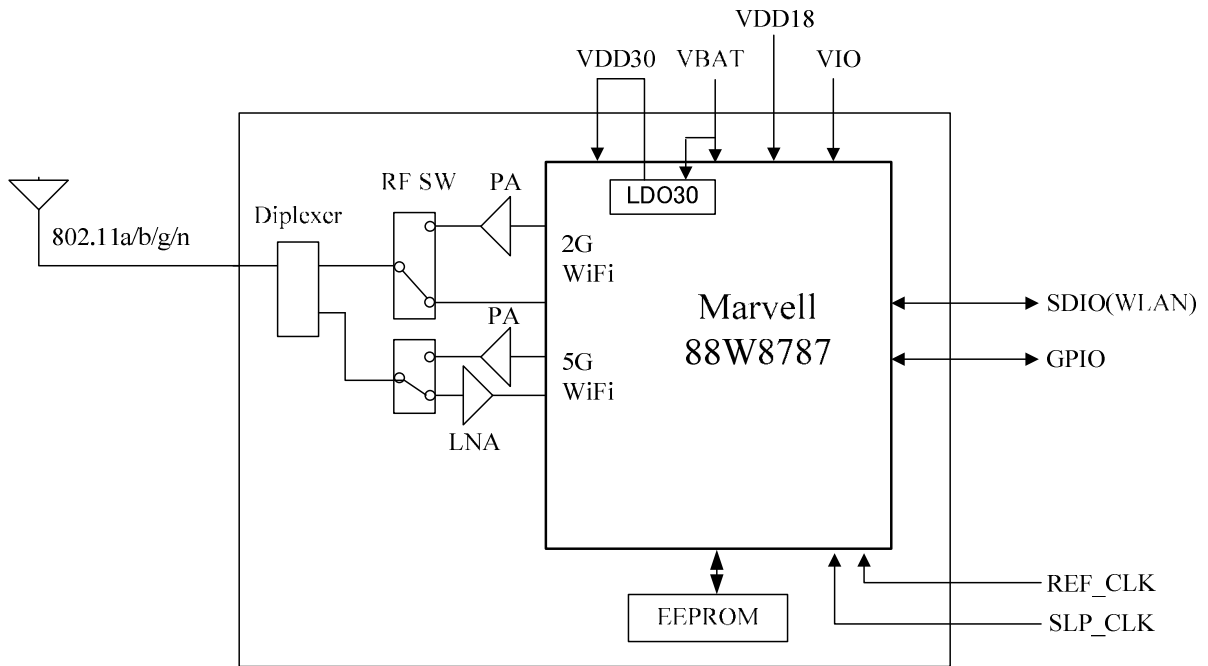 VDD18
VDD30
VBAT
VIO
RF SW
PA
LDO30
Diplexer
802.11a/b/g/n
2G
WiFi
Marvell
88W8787
SDIO(WLAN)
PA
GPIO
5G
WiFi
LNA
REF_CLK
EEPROM
SLP_CLK